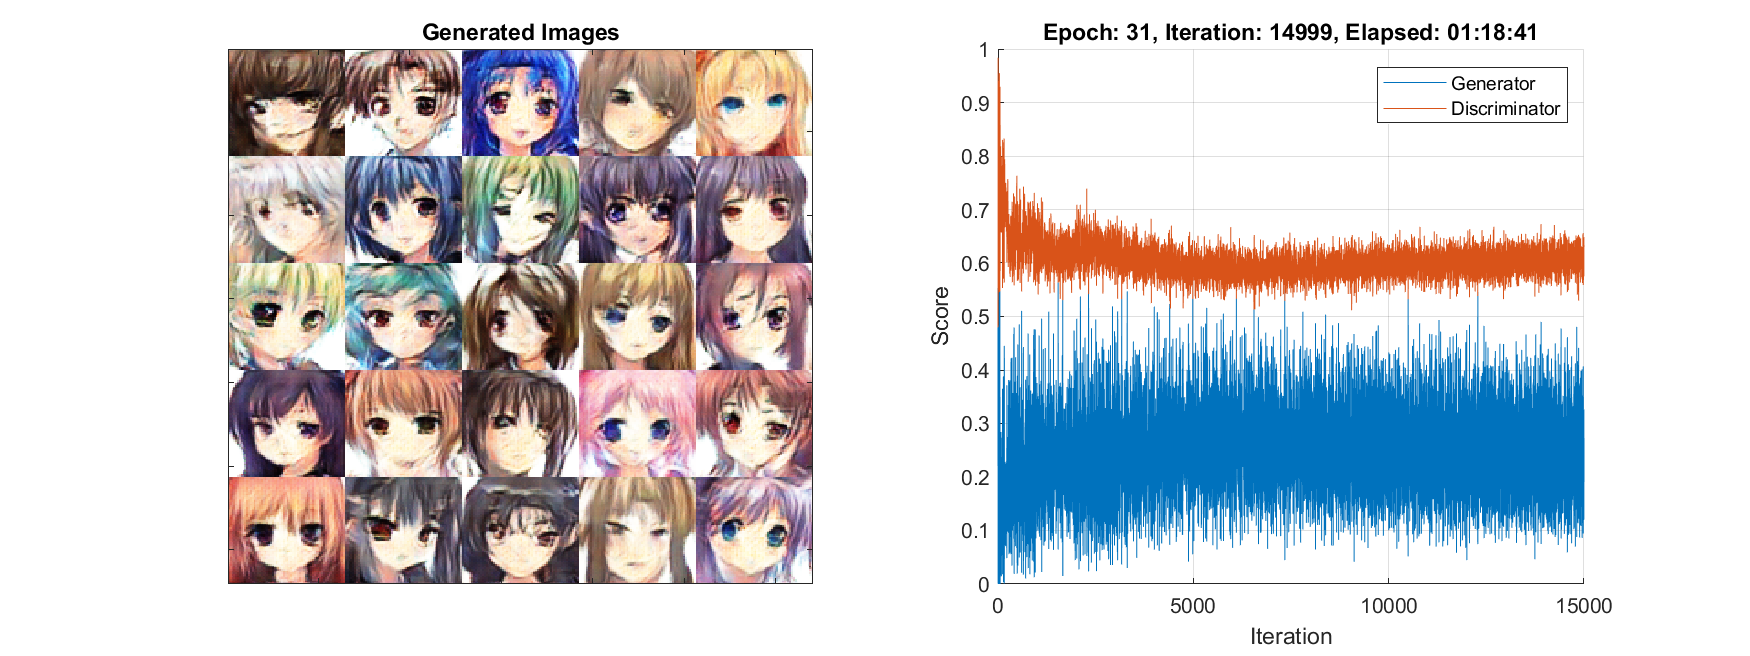 Generated Images
Epoch: 31, Iteration: 14999, Elapsed: 01:18:41
1
0.9
0.8
0.7
0.6
0.5
0.4
0.3
0.2
0.1
0
Score
Generator
Discriminator
0 5000 10000 15000
Iteration